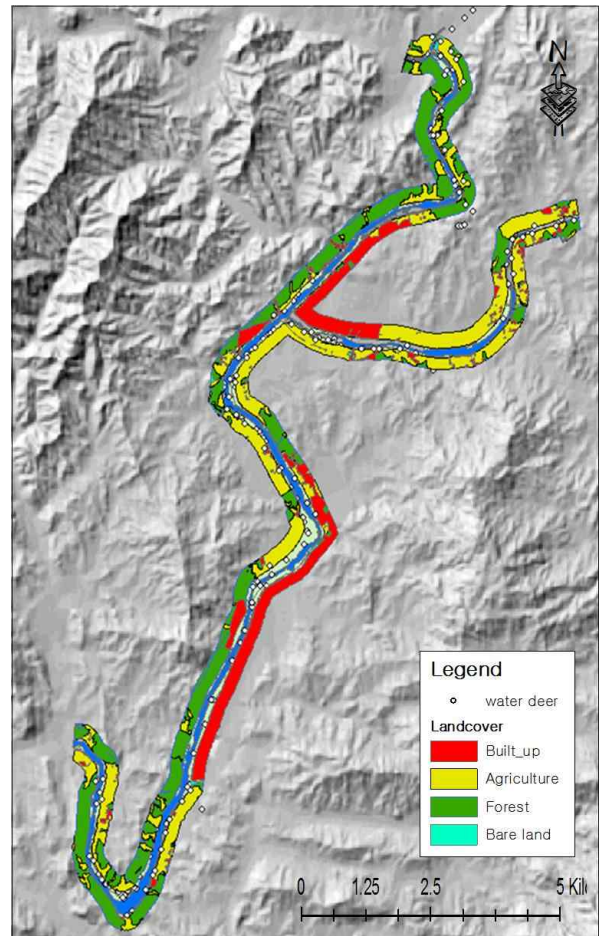 N
Legend
water deer
Landcover
Built_up
Agriculture
Forest
Bare land
0 1.25 2.5 5 Kil